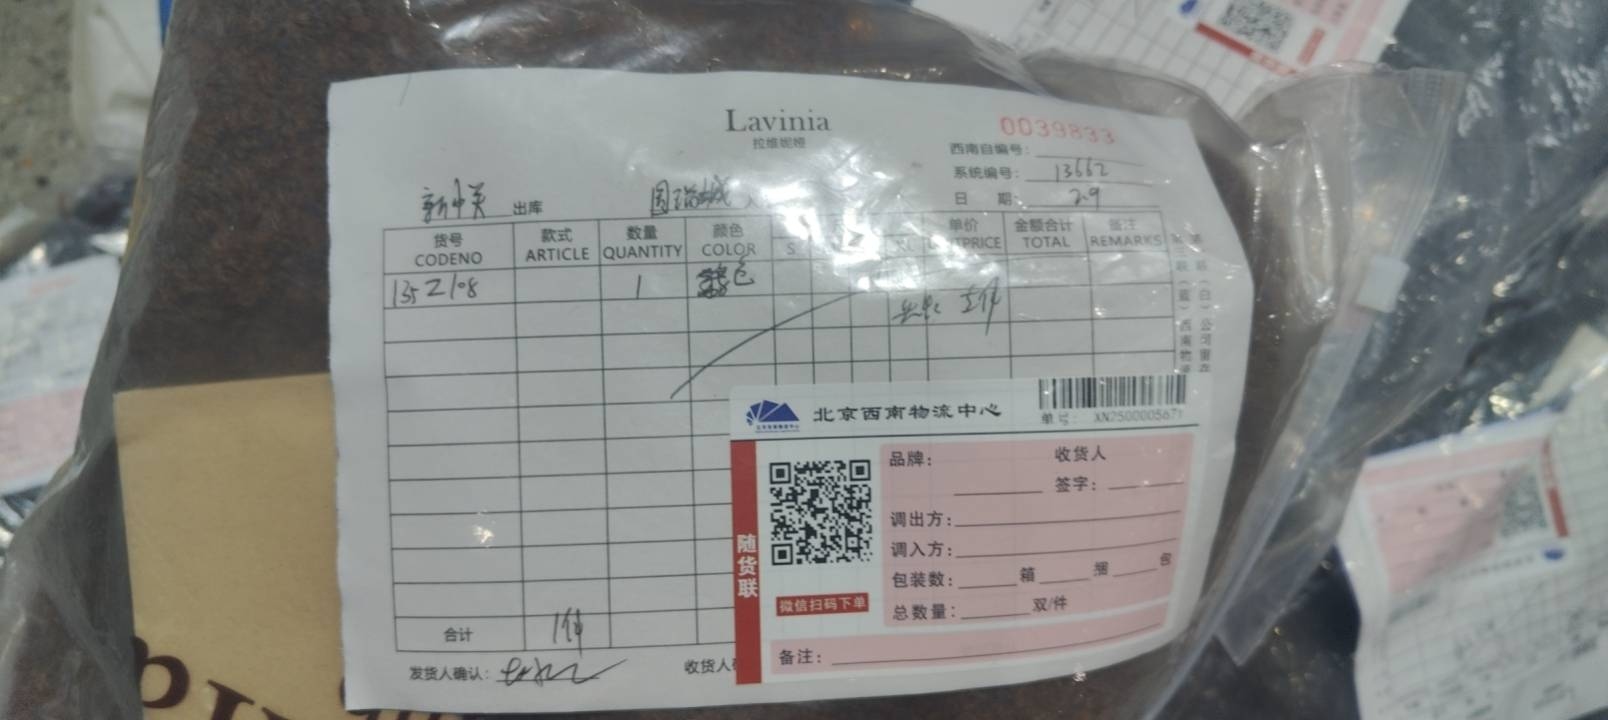 Lavinia
拉维妮娅
0039833
西南自编号:
系统编号: 13662
日 期: 2.9
新中关 出库
货号 款式 数量 颜色 单价 金额合计 备注
CODENO ARTICLE QUANTITY COLOR S TOTAL REMARKS
135Z108 1 色
北京西南物流中心
单号: XN2500005671
随货联
品牌: 收货人
签字:
调出方:
调入方:
包装数: 箱 捆 包
总数量: 双/件
微信扫码下单
备注:
合计 1件
发货人确认: 收货人